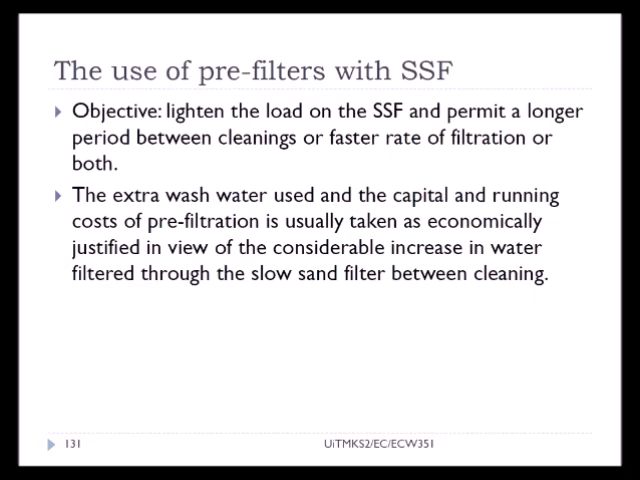 The use of pre-filters with SSF
Objective: lighten the load on the SSF and permit a longer
period between cleanings or faster rate of filtration or
both.
The extra wash water used and the capital and running
costs of pre-filtration is usually taken as economically
justified in view of the considerable increase in water
filtered through the slow sand filter between cleaning.
131
UiTMKS2/EC/ECW351